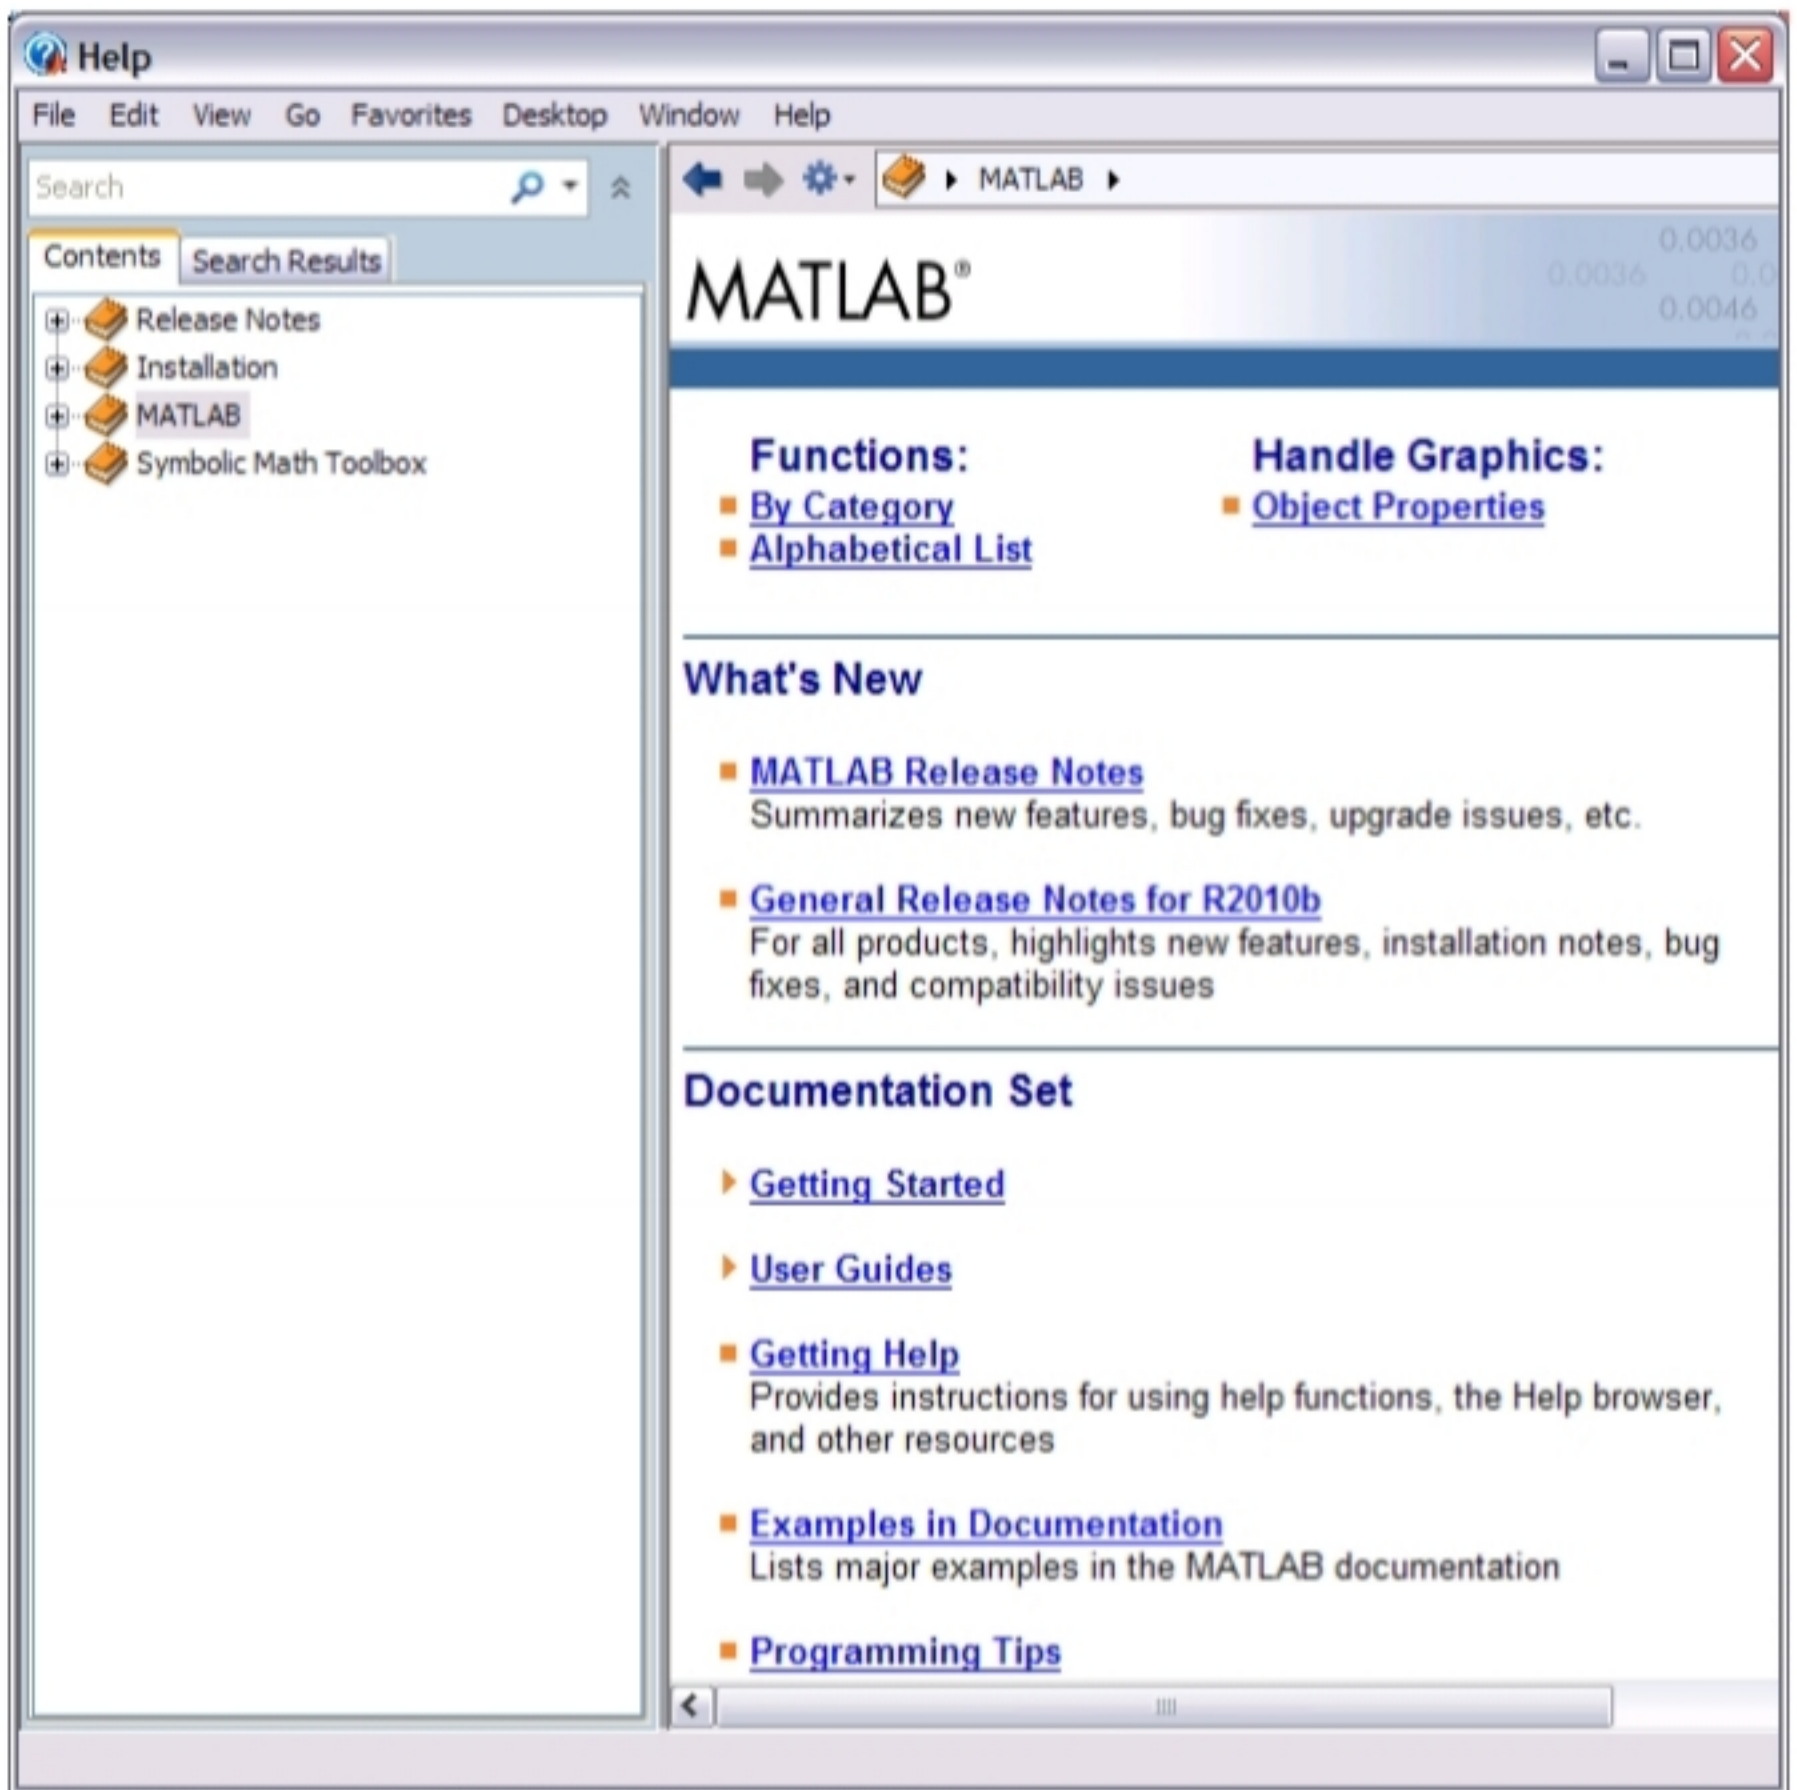 Help
File Edit View Go Favorites Desktop Window Help
Search
Contents Search Results
Release Notes
Installation
MATLAB
Symbolic Math Toolbox
MATLAB
MATLAB®
0.0036
0.0036 0.0
0.0046
Functions:
By Category
Alphabetical List
Handle Graphics:
Object Properties
What's New
MATLAB Release Notes
Summarizes new features, bug fixes, upgrade issues, etc.
General Release Notes for R2010b
For all products, highlights new features, installation notes, bug
fixes, and compatibility issues
Documentation Set
Getting Started
User Guides
Getting Help
Provides instructions for using help functions, the Help browser,
and other resources
Examples in Documentation
Lists major examples in the MATLAB documentation
Programming Tips